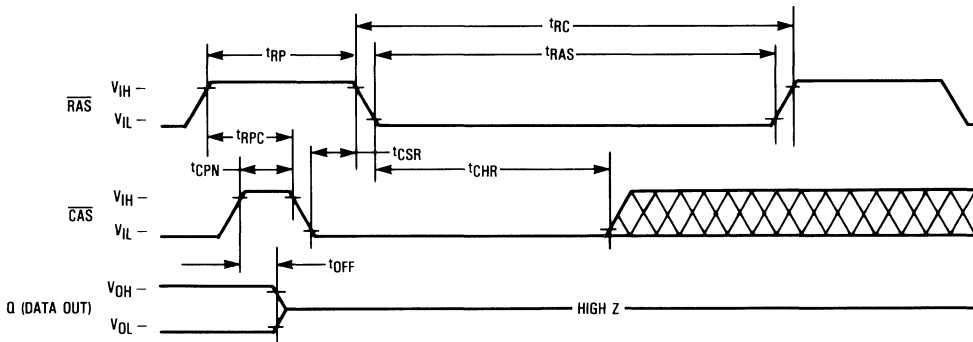 tRC
tRP
tRAS
VIH
RAS
VIL
tRPC
tCSR
tCPN
tCHR
VIH
CAS
VIL
tOFF
VOH
Q (DATA OUT)
HIGH Z
VOL